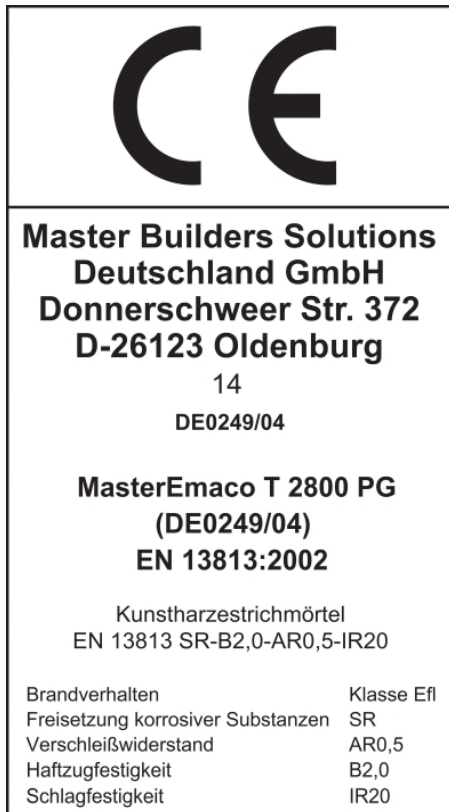 CE
Master Builders Solutions
Deutschland GmbH
Donnerschweer Str. 372
D-26123 Oldenburg
14
DE0249/04
MasterEmaco T 2800 PG
(DE0249/04)
EN 13813:2002
Kunstharzestrichmörtel
EN 13813 SR-B2,0-AR0,5-IR20
Brandverhalten Klasse Efl
Freisetzung korrosiver Substanzen SR
Verschleißwiderstand AR0,5
Haftzugfestigkeit B2,0
Schlagfestigkeit IR20